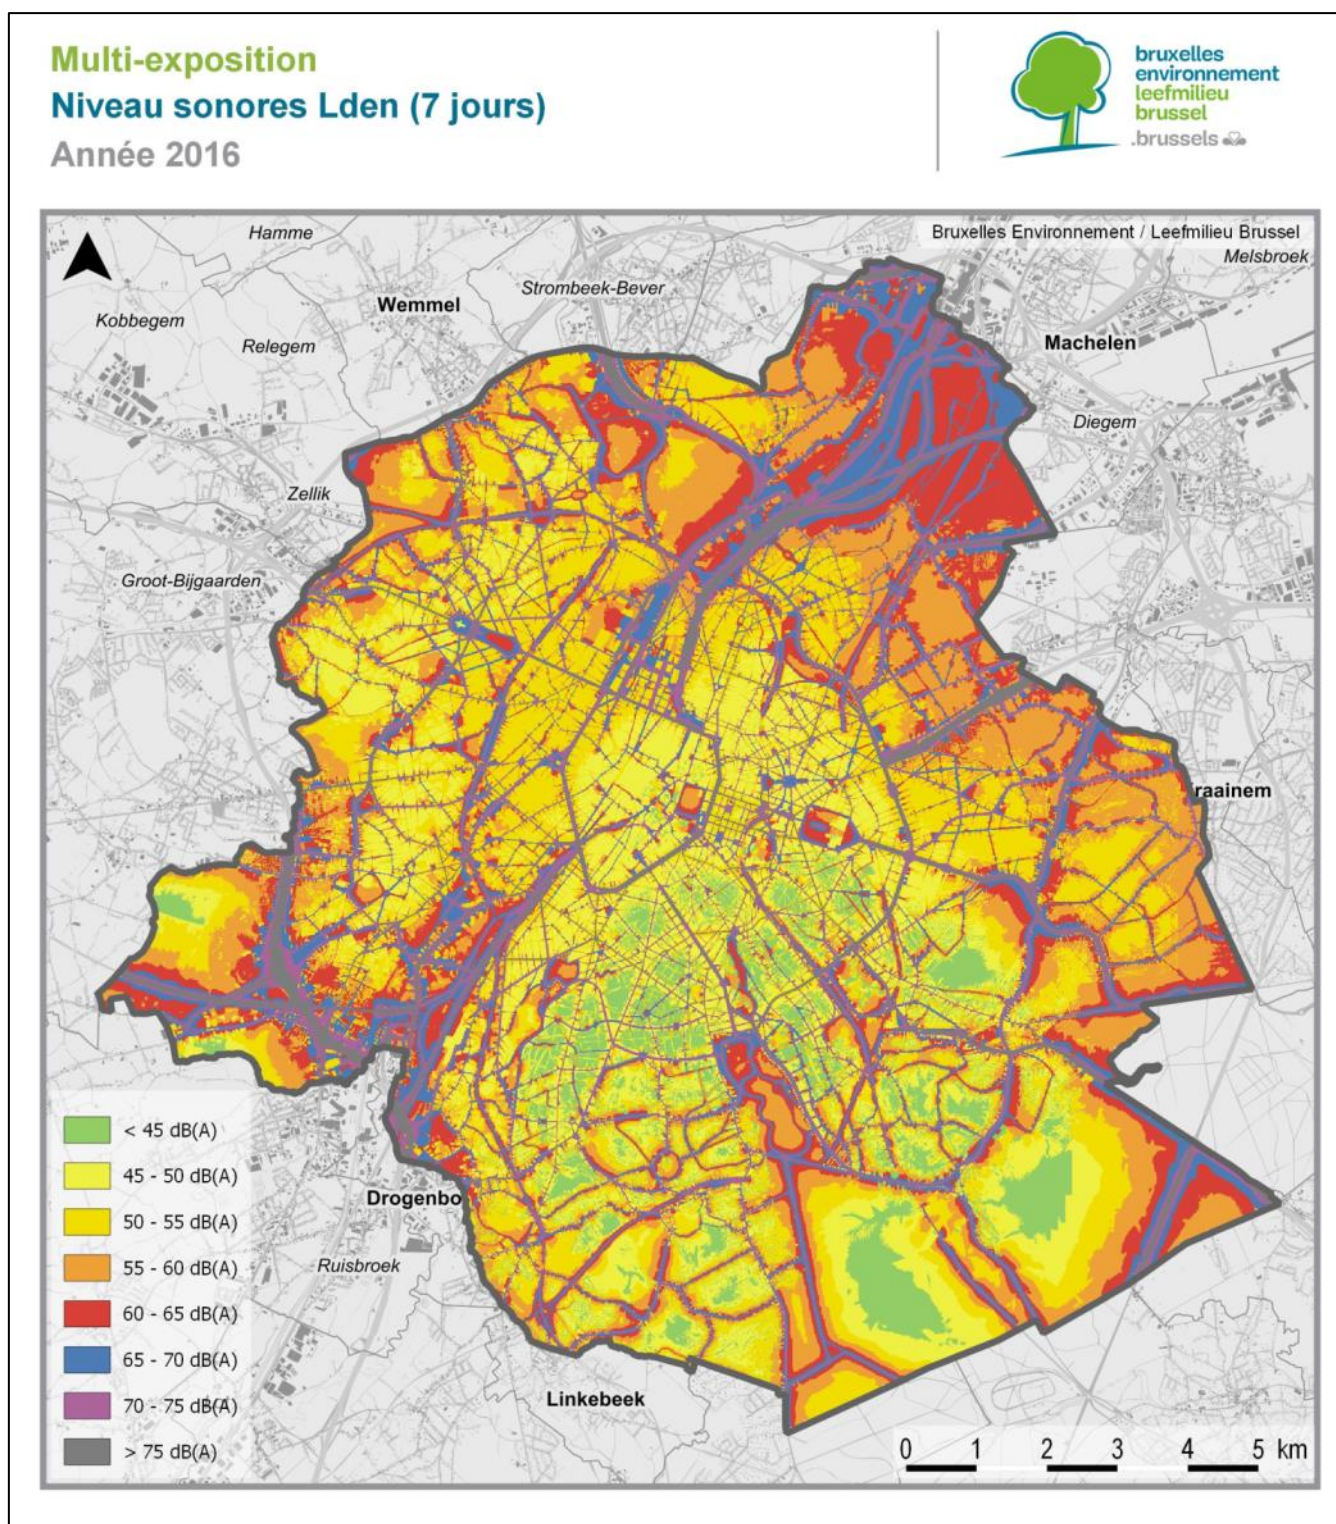 Multi-exposition
Niveau sonores Lden (7 jours)
Année 2016
bruxelles
environnement
leefmilieu
brussel
.brussels
Bruxelles Environnement / Leefmilieu Brussel
Hamme
Melsbroek
Strombeek-Bever
Wemmel
Kobbegem
Relegem
Machelen
Diegem
Zellik
Groot-Bijgaarden
raainem
Drogenbo
Ruisbroek
Linkebeek
< 45 dB(A)
45 - 50 dB(A)
50 - 55 dB(A)
55 - 60 dB(A)
60 - 65 dB(A)
65 - 70 dB(A)
70 - 75 dB(A)
> 75 dB(A)
0 1 2 3 4 5 km